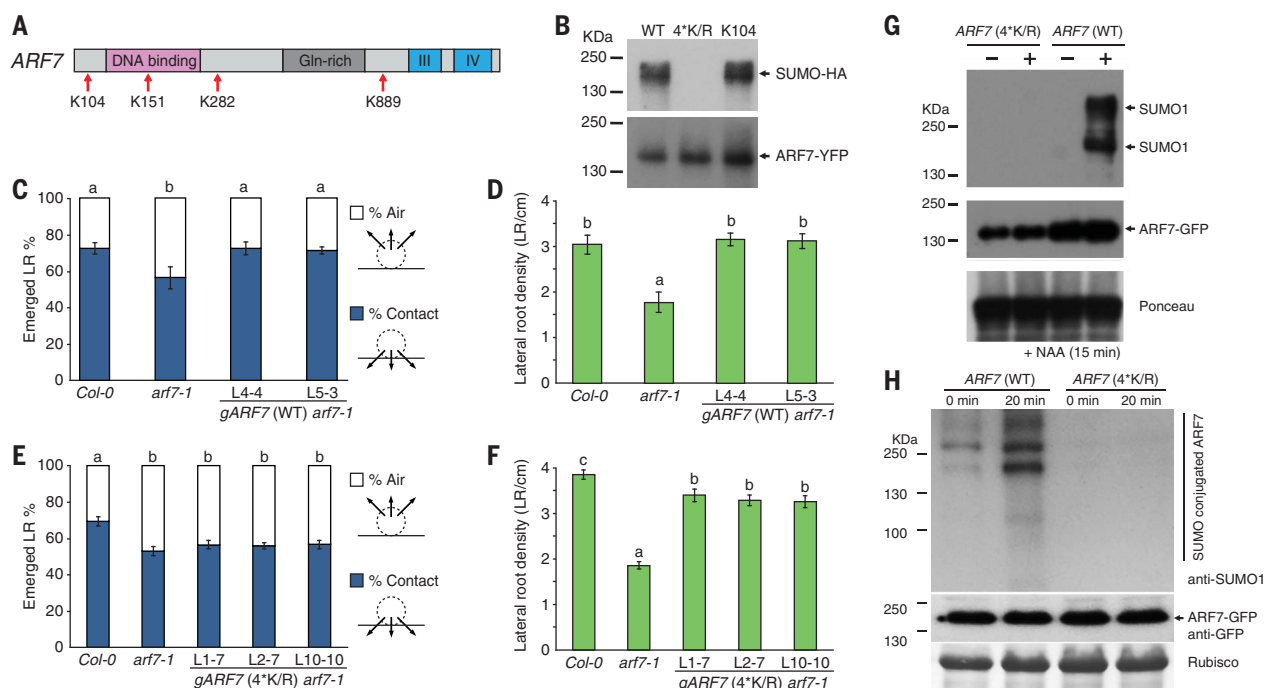 A
ARF7
DNA binding
Gln-rich
III
IV
K104
K151
K282
K889
B
KDa
WT 4*K/R K104
250
130
SUMO-HA
250
130
ARF7-YFP
C
a b a a
Emerged LR %
100
80
60
40
20
0
Col-0
arf7-1
L4-4
L5-3
gARF7 (WT) arf7-1
% Air
% Contact
D
Lateral root density (LR/cm)
4
3
2
1
0
b a b b
Col-0
arf7-1
L4-4
L5-3
gARF7 (WT) arf7-1
E
a b b b b
Emerged LR %
100
80
60
40
20
0
Col-0
arf7-1
L1-7
L2-7
L10-10
gARF7 (4*K/R) arf7-1
% Air
% Contact
F
Lateral root density (LR/cm)
4
2
0
c a b b b
Col-0
arf7-1
L1-7
L2-7
L10-10
gARF7 (4*K/R) arf7-1
G
ARF7 (4*K/R) ARF7 (WT)
– + – +
KDa
250
130
SUMO1
SUMO1
250
130
ARF7-GFP
Ponceau
+ NAA (15 min)
H
ARF7 (WT) ARF7 (4*K/R)
0 min 20 min 0 min 20 min
KDa
250
130
100
SUMO conjugated ARF7
anti-SUMO1
250
130
ARF7-GFP
anti-GFP
Rubisco